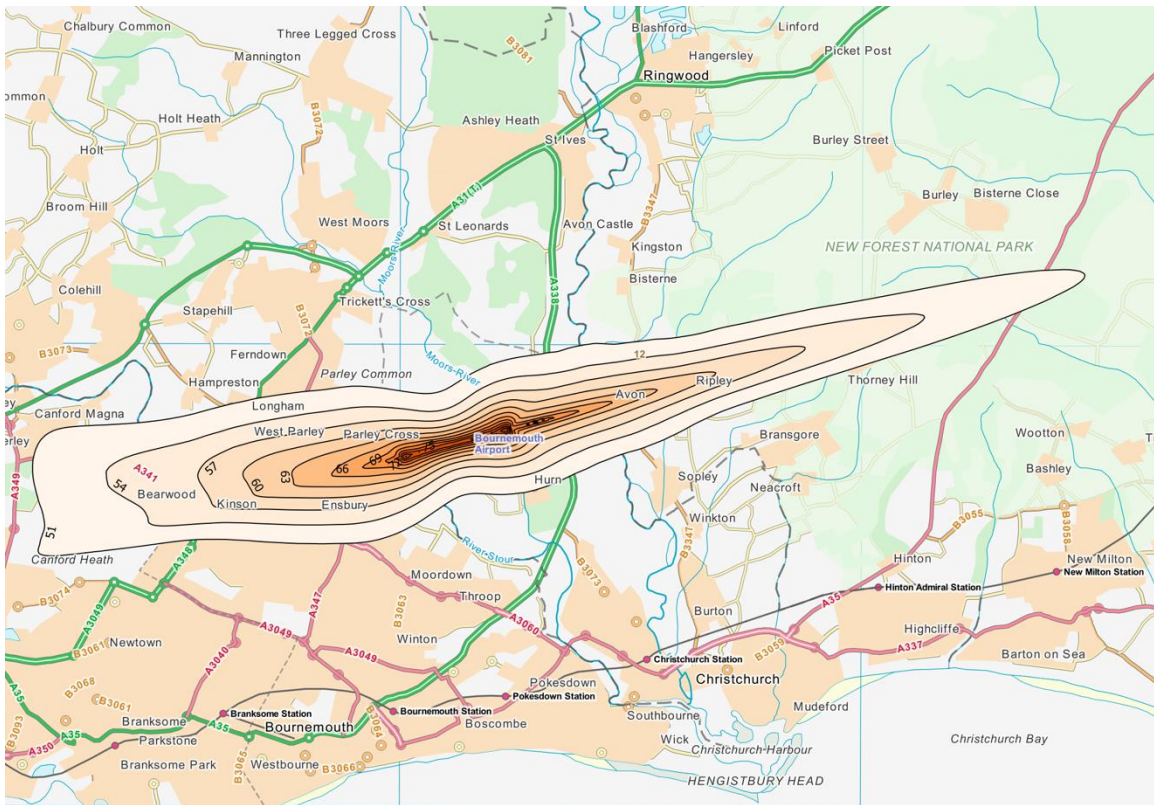 Chalbury Common
Three Legged Cross
Blashford
Linford
Mannington
B3081
Hangersley
Picket Post
Ringwood
ommon
B3072
Holt Heath
Ashley Heath
St Ives
Holt
A31(T)
B3347
Burley Street
Burley
Bisterne Close
Broom Hill
West Moors
St Leonards
Avon Castle
Moors-River
Kingston
NEW FOREST NATIONAL PARK
Bisterne
Colehill
A338
Trickett's Cross
Stapehill
B3072
B3073
Ferndown
12
Moors-River
Parley Common
Hampreston
Ripley
Thorney Hill
Longham
Avon
Canford Magna
ey
erley
West Parley
Parley Cross
Bournemouth
Airport
Bransgore
Wootton
A349
A341
57
69
66
63
60
54
Bearwood
Kinson
Ensbury
Hurn
Sopley
Neacroft
Bashley
51
Winkton
B3055
B3058
Canford Heath
A348
River-Stour
B3347
Hinton
New Milton
New Milton Station
Moordown
B3073
Hinton Admiral Station
B3074
A3049
A347
B3063
Throop
Burton
A35
Newtown
B3061
A3049
Winton
A3060
Highcliffe
A3040
A3049
B3059
A337
Barton on Sea
Christchurch Station
B3068
Pokesdown
Christchurch
B3061
Pokesdown Station
A35
Branksome
Branksome Station
Bournemouth Station
Mudeford
B3093
Boscombe
Southbourne
A35
A35
Bournemouth
B3064
Parkstone
Wick
Christchurch-Harbour
Christchurch Bay
A350
Branksome Park
B3065
Westbourne
B3066
HENGISTBURY HEAD